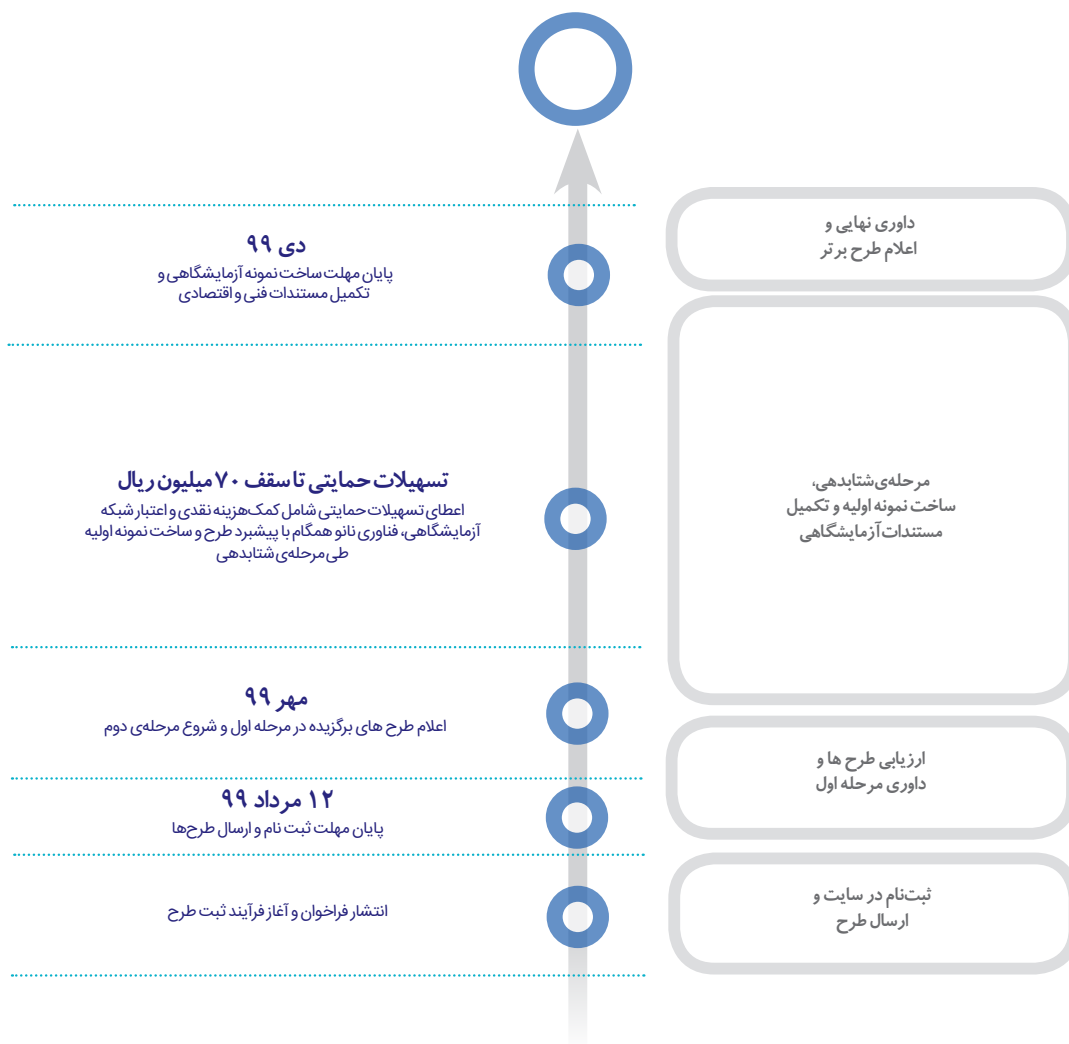 داوری نهایی و
اعلام طرح برتر
دی ۹۹
پایان مهلت ساخت نمونه آزمایشگاهی و
تکمیل مستندات فنی و اقتصادی
مرحله‌ی شتابدهی،
ساخت نمونه اولیه و تکمیل
مستندات آزمایشگاهی
تسهیلات حمایتی تا سقف ۷۰ میلیون ریال
اعطای تسهیلات حمایتی شامل کمک‌هزینه نقدی و اعتبار شبکه
آزمایشگاهی، فناوری نانو همگام با پیشبرد طرح و ساخت نمونه اولیه
طی مرحله‌ی شتابدهی
مهر ۹۹
اعلام طرح های برگزیده در مرحله اول و شروع مرحله‌ی دوم
ارزیابی طرح ها و
داوری مرحله اول
۱۲ مرداد ۹۹
پایان مهلت ثبت نام و ارسال طرح‌ها
ثبت‌نام در سایت و
ارسال طرح
انتشار فراخوان و آغاز فرآیند ثبت طرح